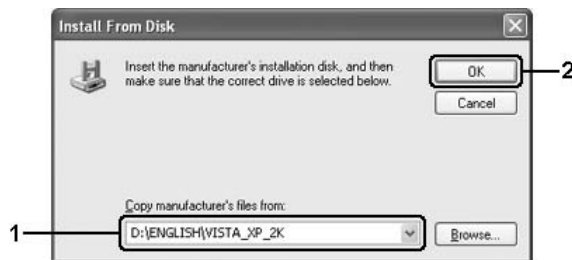 Install From Disk
Insert the manufacturer's installation disk, and then
make sure that the correct drive is selected below.
OK
2
Cancel
Copy manufacturer's files from:
1
D:\ENGLISH\VISTA_XP_2K
Browse...